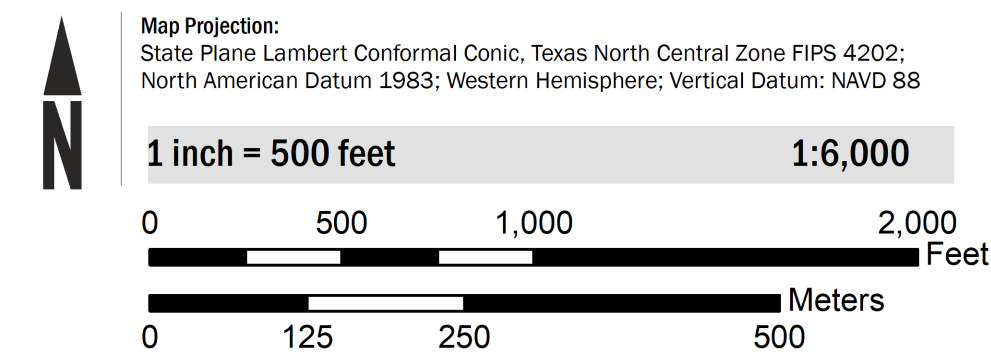 N
Map Projection:
State Plane Lambert Conformal Conic, Texas North Central Zone FIPS 4202;
North American Datum 1983; Western Hemisphere; Vertical Datum: NAVD 88
1 inch = 500 feet 1:6,000
0 500 1,000 2,000
Feet
Meters
0 125 250 500